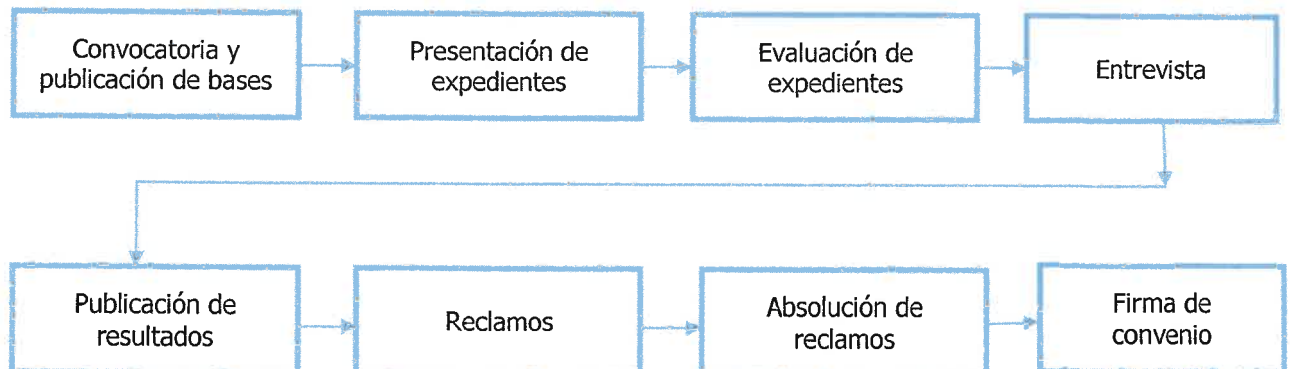 Convocatoria y
publicación de bases
Presentación de
expedientes
Evaluación de
expedientes
Entrevista
Publicación de
resultados
Reclamos
Absolución de
reclamos
Firma de
convenio